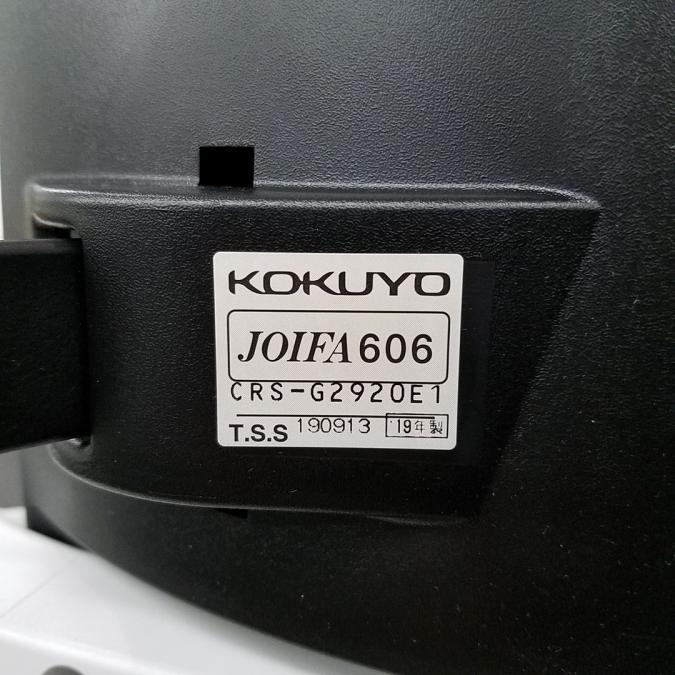 KOKUYO
JOIFA606
CRS-G2920E1
T.S.S 190913 '19年製